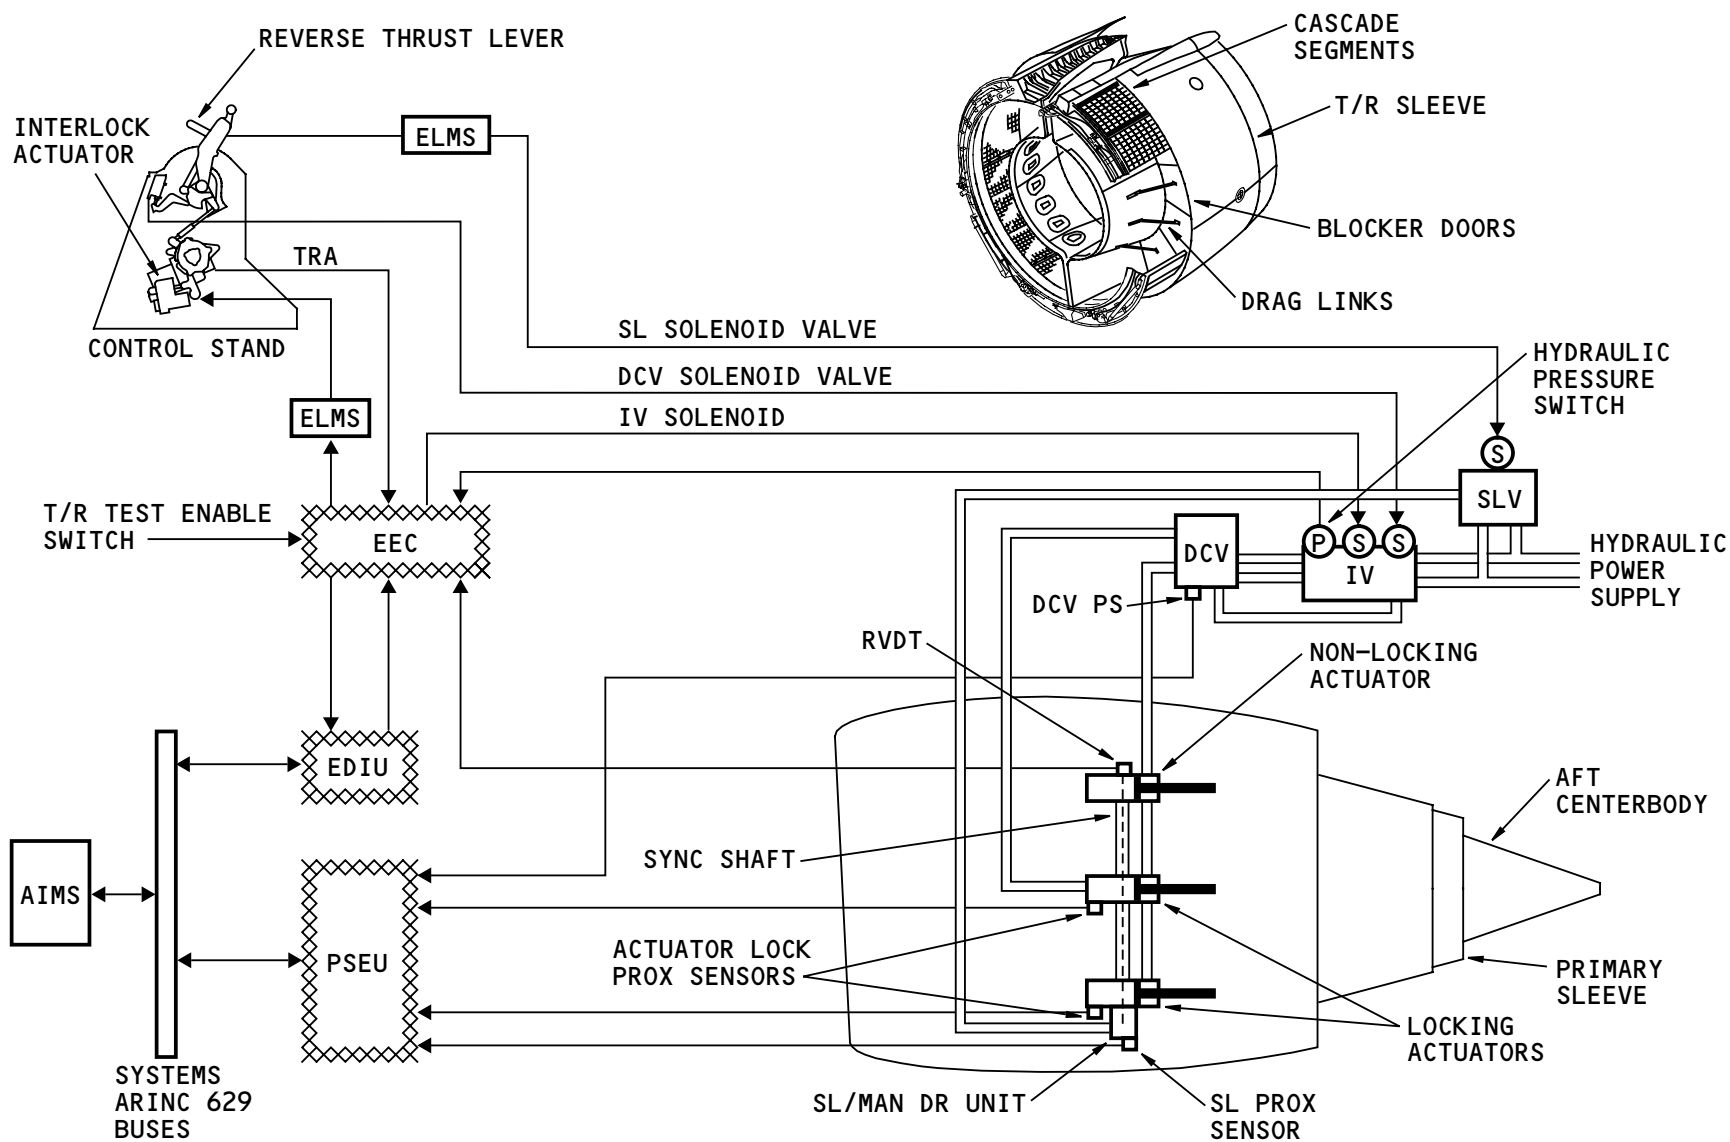 REVERSE THRUST LEVER
INTERLOCK
ACTUATOR
ELMS
CASCADE
SEGMENTS
T/R SLEEVE
BLOCKER DOORS
DRAG LINKS
TRA
CONTROL STAND
SL SOLENOID VALVE
DCV SOLENOID VALVE
IV SOLENOID
HYDRAULIC
PRESSURE
SWITCH
ELMS
S
SLV
T/R TEST ENABLE
SWITCH
EEC
P
S
S
DCV
IV
HYDRAULIC
POWER
SUPPLY
DCV PS
RVDT
NON-LOCKING
ACTUATOR
EDIU
AFT
CENTERBODY
SYNC SHAFT
AIMS
PSEU
ACTUATOR LOCK
PROX SENSORS
PRIMARY
SLEEVE
LOCKING
ACTUATORS
SYSTEMS
ARINC 629
BUSES
SL/MAN DR UNIT
SL PROX
SENSOR